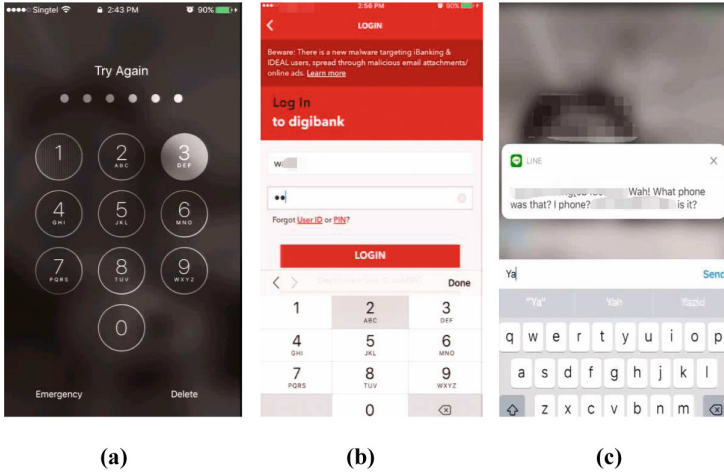 Singtel 2:43 PM 90%
Try Again
1 2 3
ABC DEF
4 5 6
GHI JKL MNO
7 8 9
PQRS TUV WXYZ
0
Emergency Delete
(a)
2:56 PM 90%
LOGIN
Beware: There is a new malware targeting iBanking &
IDEAL users, spread through malicious email attachments/
online ads. Learn more
Log In
to digibank
wa
Forgot User ID or PIN?
LOGIN
Done
1 2 3
ABC DEF
4 5 6
GHI JKL MNO
7 8 9
PQRS TUV WXYZ
0
(b)
LINE
Wah! What phone
was that? I phone? is it?
Ya Send
"Ya" Yah Yazid
q w e r t y u i o p
a s d f g h j k l
z x c v b n m
(c)